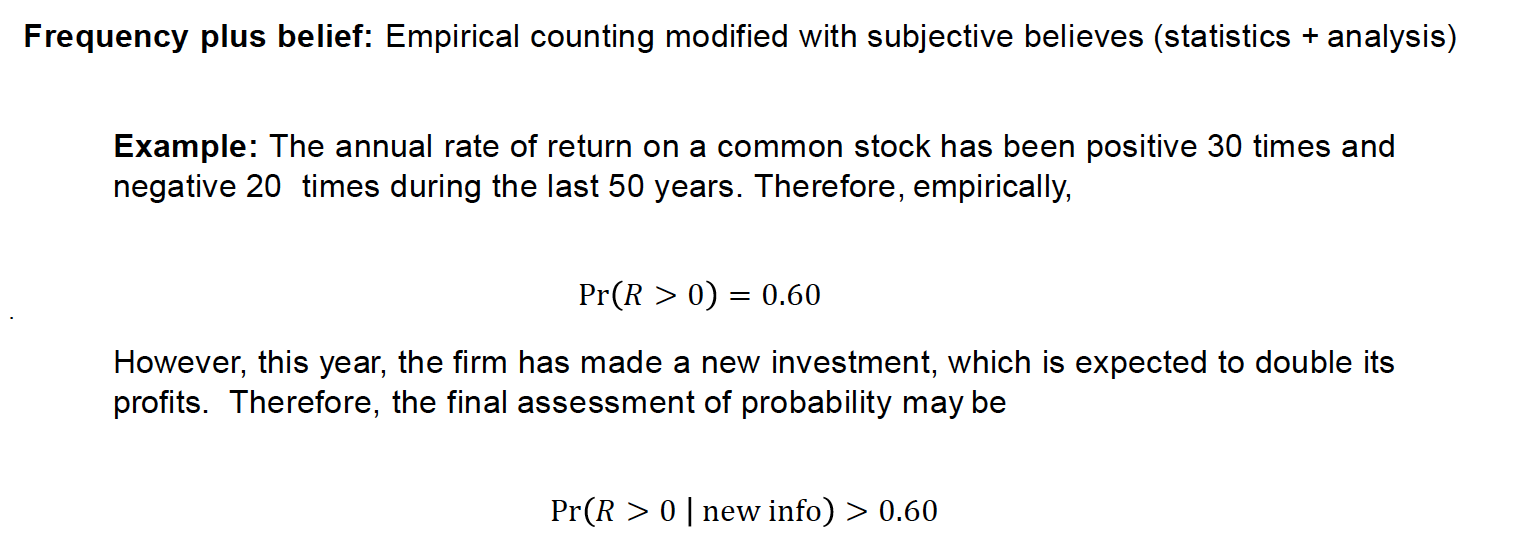 Frequency plus belief: Empirical counting modified with subjective believes (statistics + analysis)
Example: The annual rate of return on a common stock has been positive 30 times and
negative 20 times during the last 50 years. Therefore, empirically,
Pr(R > 0) = 0.60
.
However, this year, the firm has made a new investment, which is expected to double its
profits. Therefore, the final assessment of probability may be
Pr(R > 0 | new info) > 0.60